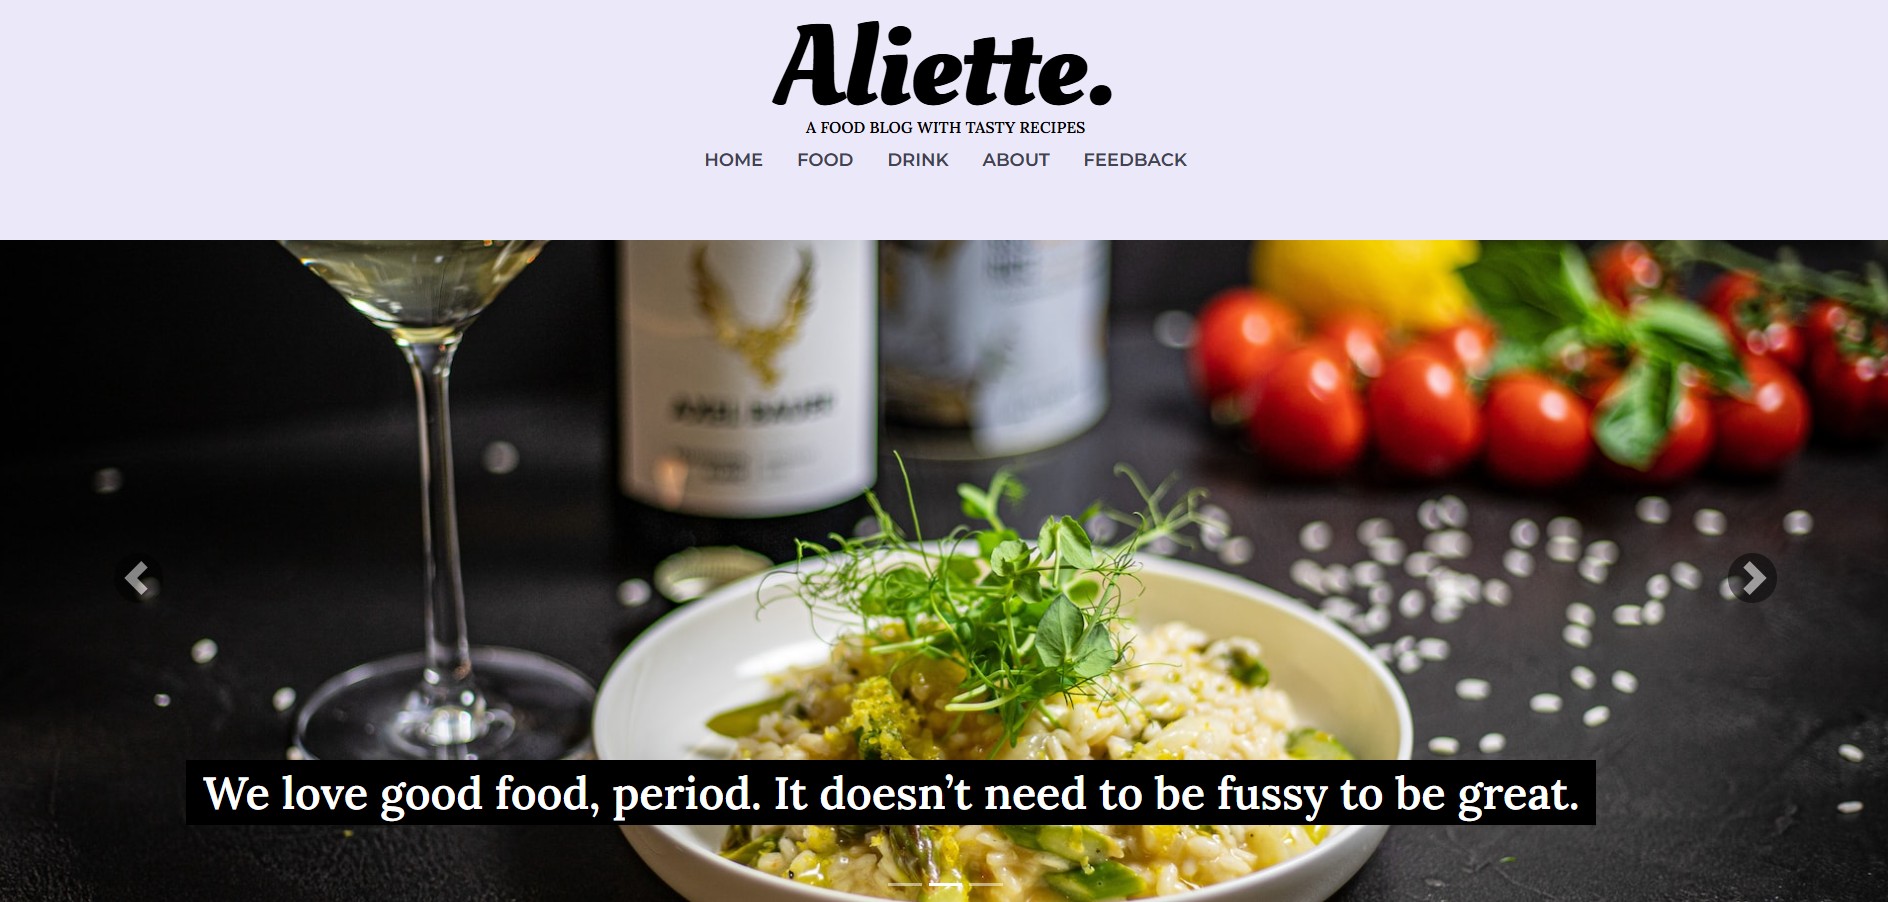 Aliette.
A FOOD BLOG WITH TASTY RECIPES
HOME FOOD DRINK ABOUT FEEDBACK
We love good food, period. It doesn’t need to be fussy to be great.